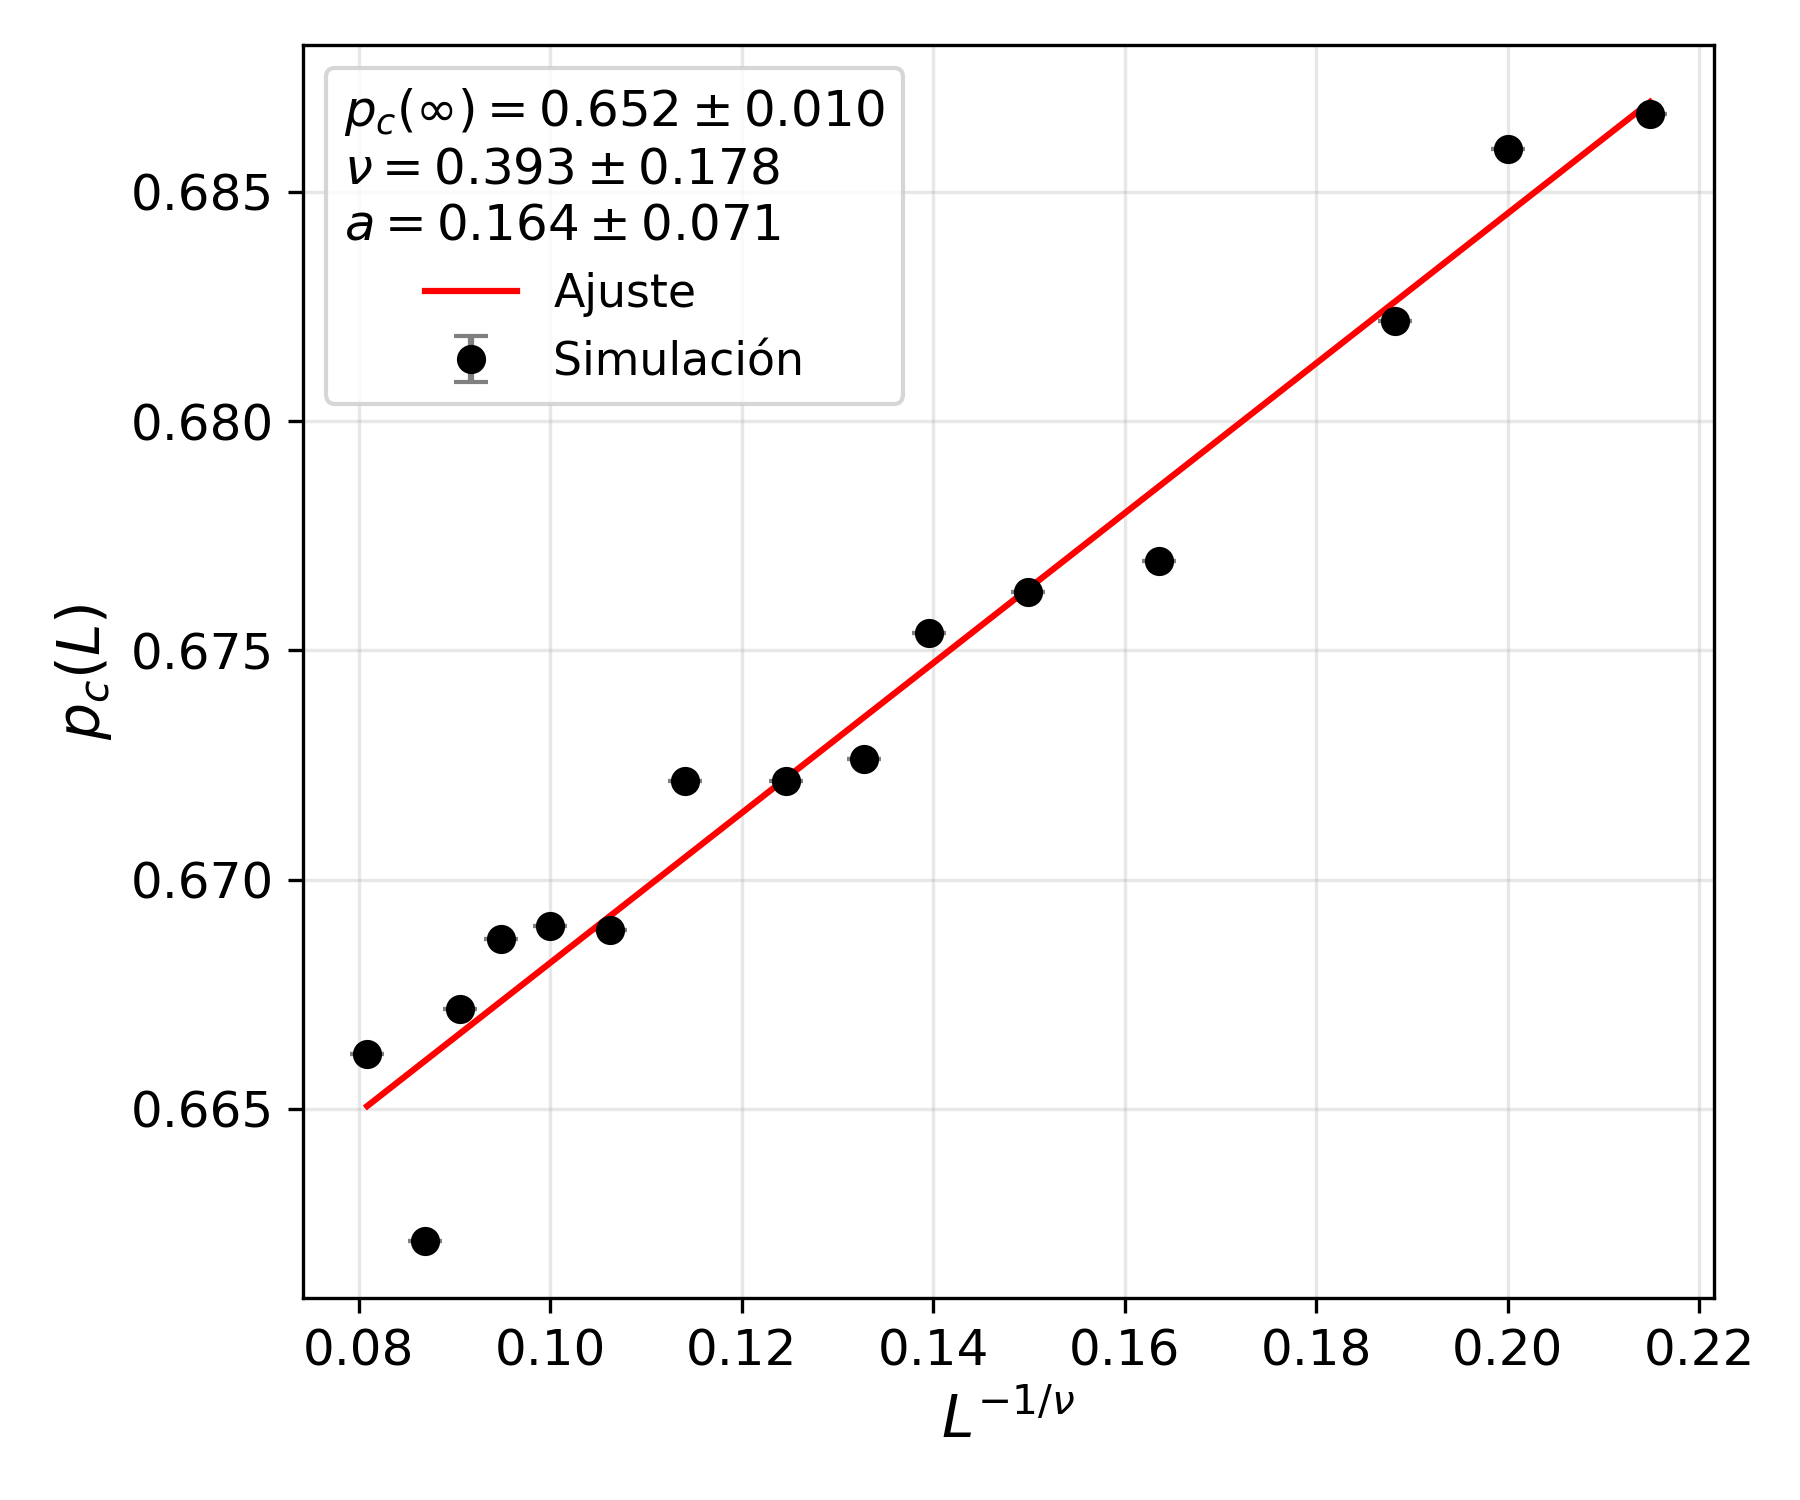 p_c(∞) = 0.652 ± 0.010
ν = 0.393 ± 0.178
a = 0.164 ± 0.071
Ajuste
Simulación
0.685
0.680
0.675
0.670
0.665
p_c(L)
0.08 0.10 0.12 0.14 0.16 0.18 0.20 0.22
L^{-1/ν}